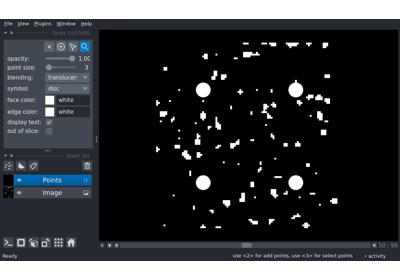 File View Plugins Window Help
layer controls
opacity: 1.00
point size: 3
blending: translucen
symbol: disc
face color: white
edge color: white
display text:
out of slice:
layer list
Points
Image
0 50 99
use <2> for add points, use <3> for select points activity
Ready